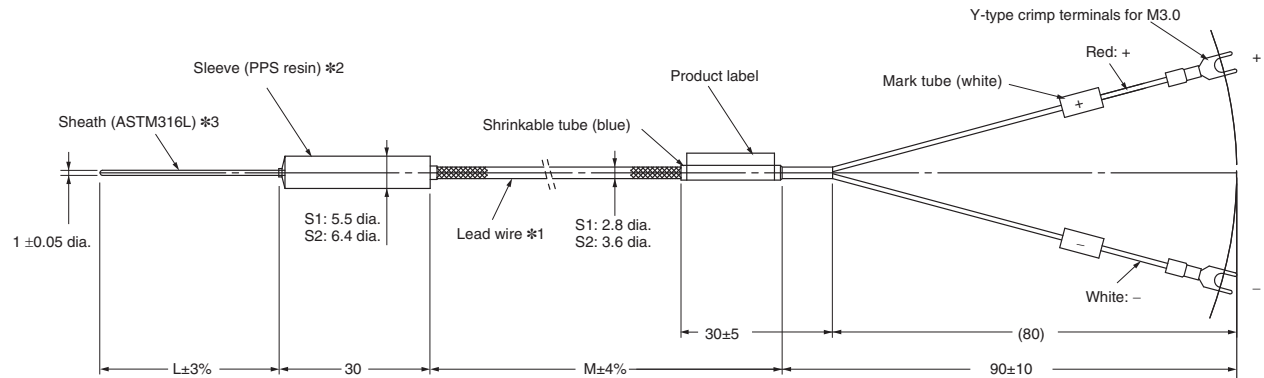 Y-type crimp terminals for M3.0
Red: +
+
Sleeve (PPS resin) ✻2
Product label
Mark tube (white)
+
Sheath (ASTM316L) ✻3
Shrinkable tube (blue)
S1: 5.5 dia.
S2: 6.4 dia.
Lead wire ✻1
S1: 2.8 dia.
S2: 3.6 dia.
1 ±0.05 dia.
−
White: −
−
30±5
(80)
L±3%
30
M±4%
90±10